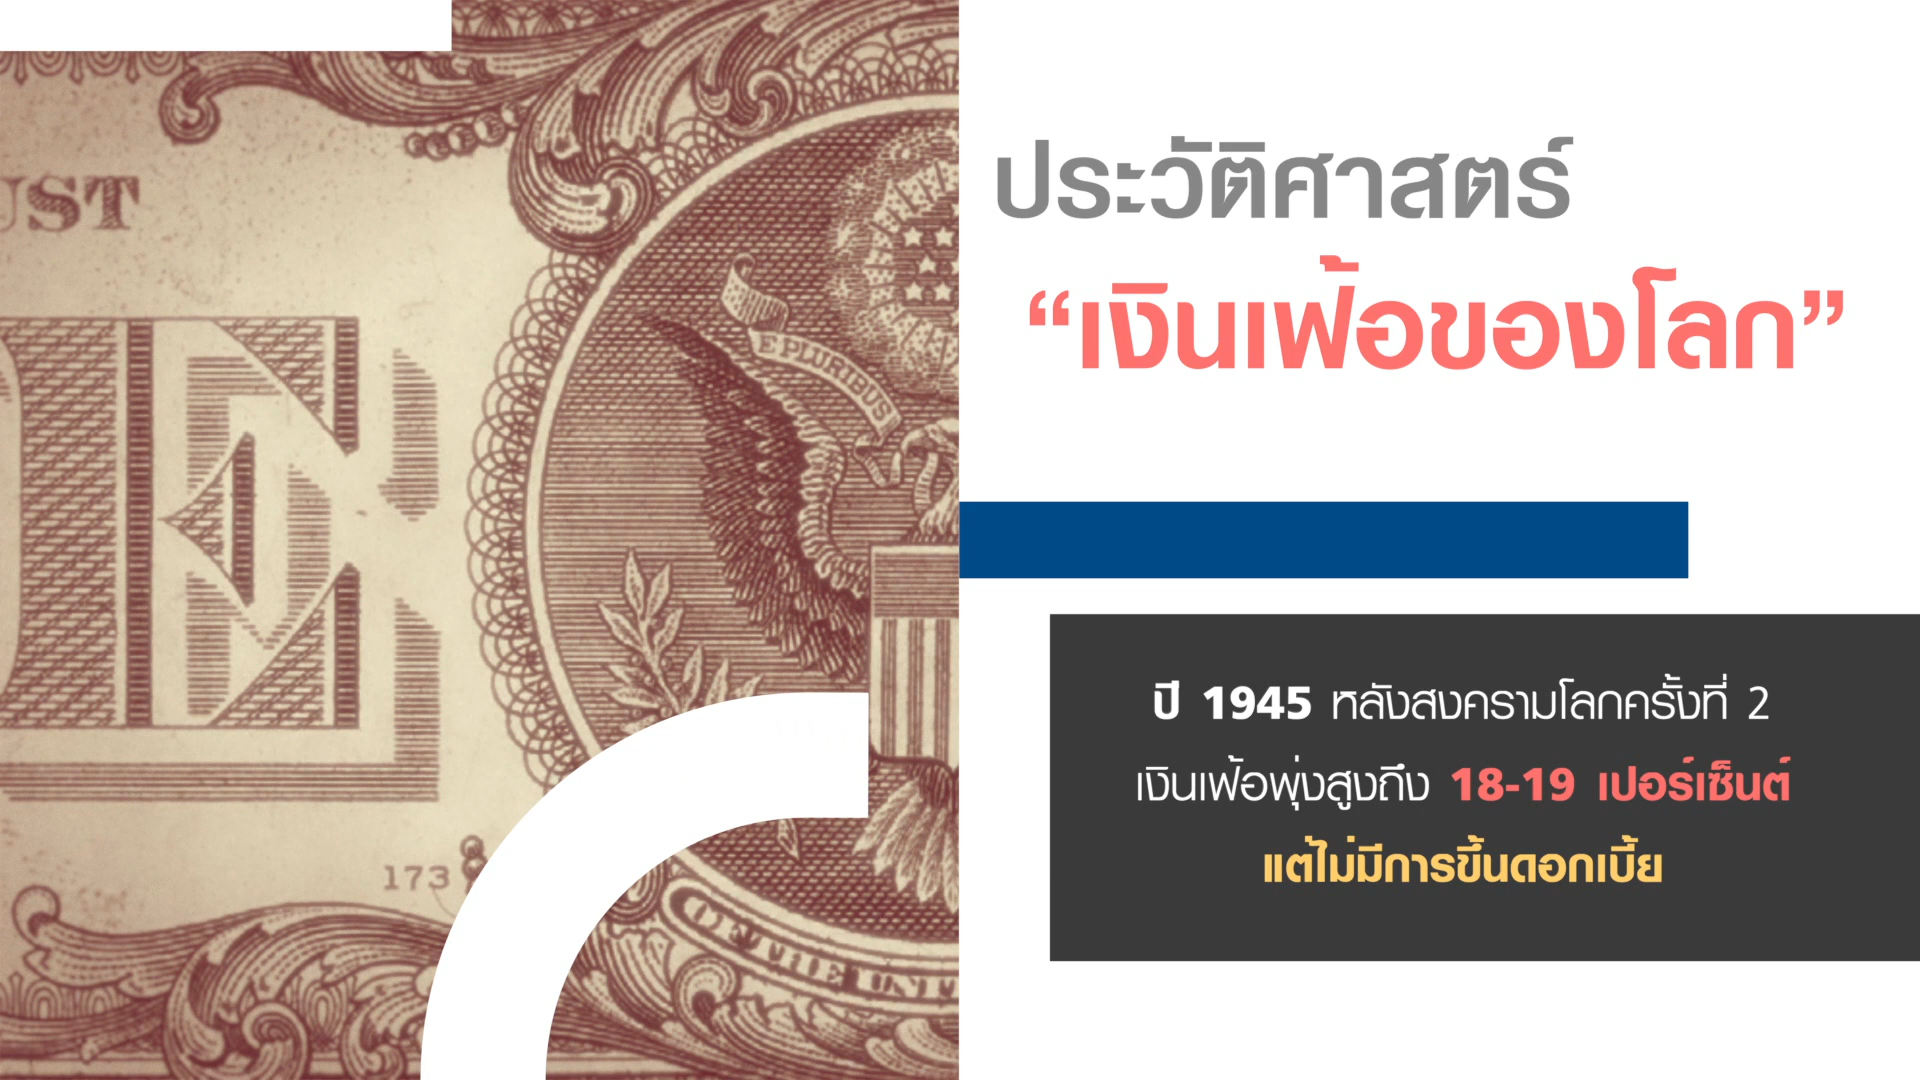 UST
E PLURIBUS
173
OF THE UNIT
ประวัติศาสตร์
“เงินเฟ้อของโลก”
ปี 1945 หลังสงครามโลกครั้งที่ 2
เงินเฟ้อพุ่งสูงถึง 18-19 เปอร์เซ็นต์
แต่ไม่มีการขึ้นดอกเบี้ย